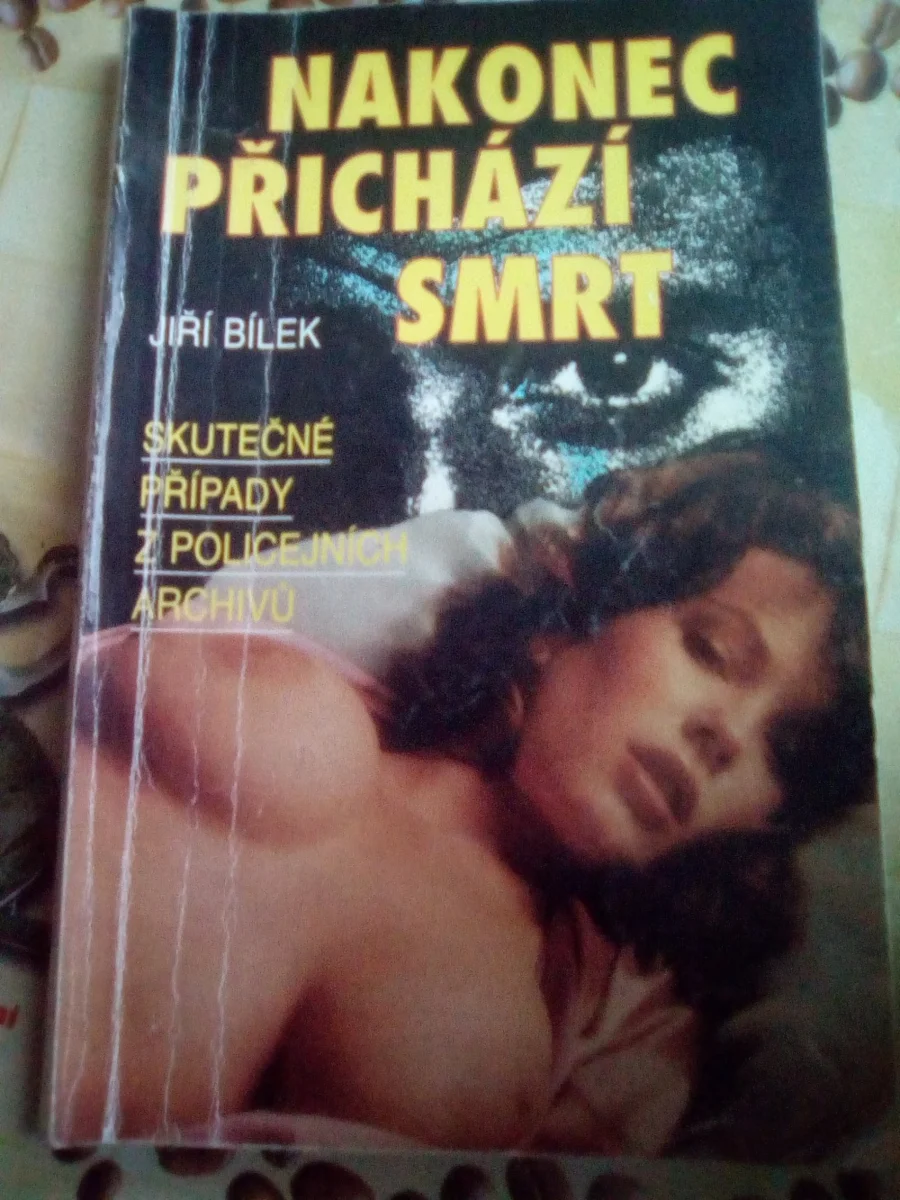 NAKONEC
PŘICHÁZÍ
SMRT
JIŘÍ BÍLEK
SKUTEČNÉ
PŘÍPADY
Z POLICEJNÍCH
ARCHIVŮ